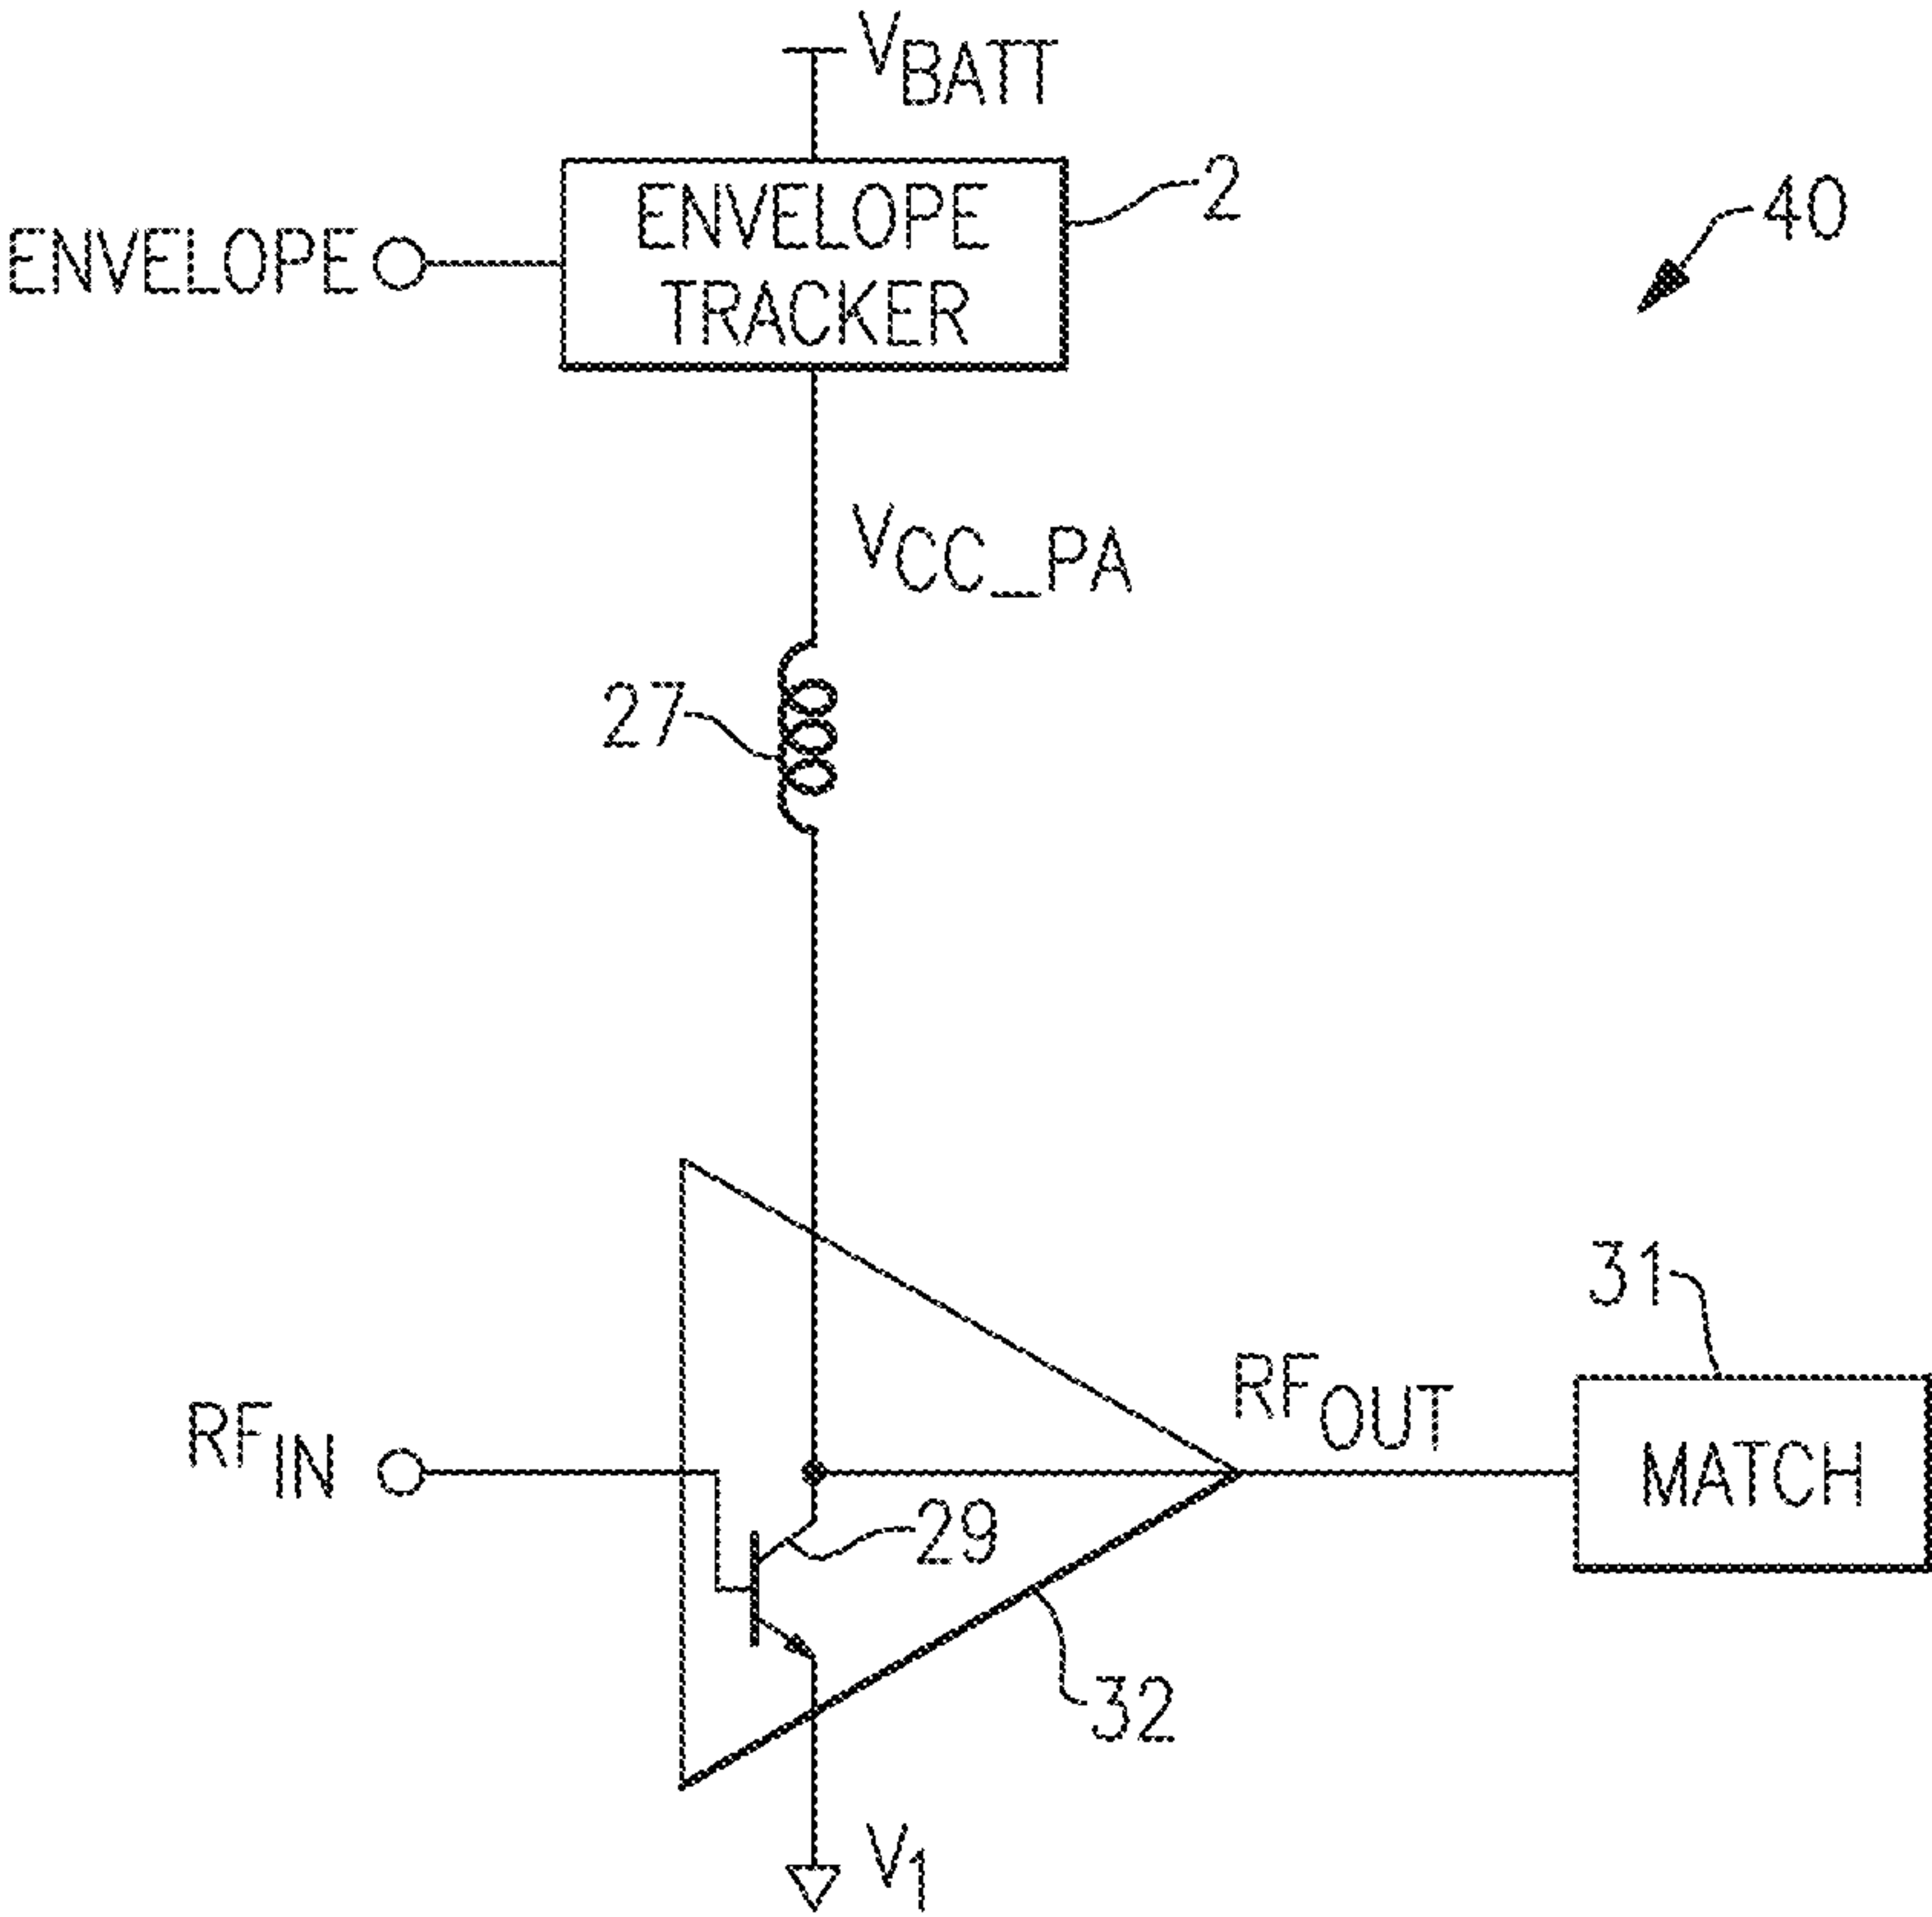 VBATT
2
40
ENVELOPE
ENVELOPE
TRACKER
VCC_PA
27
31
RFOUT
RFIN
MATCH
29
32
V1